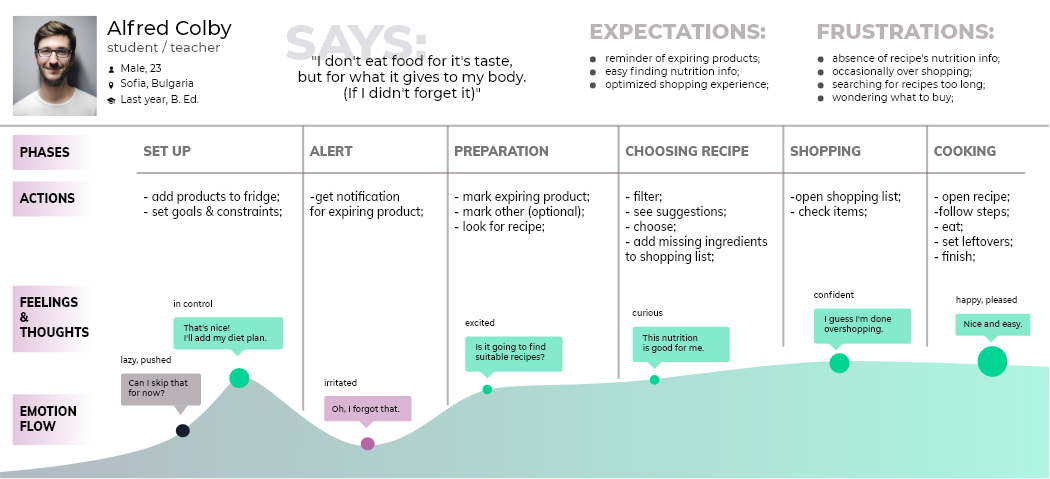 Alfred Colby
student / teacher
Male, 23
Sofia, Bulgaria
Last year, B. Ed.
SAYS:
"I don't eat food for it's taste,
but for what it gives to my body.
(If I didn't forget it)"
EXPECTATIONS:
reminder of expiring products;
easy finding nutrition info;
optimized shopping experience;
FRUSTRATIONS:
absence of recipe's nutrition info;
occasionally over shopping;
searching for recipes too long;
wondering what to buy;
PHASES
SET UP
ALERT
PREPARATION
CHOOSING RECIPE
SHOPPING
COOKING
ACTIONS
- add products to fridge;
- set goals & constraints;
-get notification
for expiring product;
- mark expiring product;
- mark other (optional);
- look for recipe;
- filter;
- see suggestions;
- choose;
- add missing ingredients
to shopping list;
-open shopping list;
- check items;
- open recipe;
-follow steps;
- eat;
- set leftovers;
- finish;
FEELINGS
&
THOUGHTS
lazy, pushed
Can I skip that
for now?
in control
That's nice!
I'll add my diet plan.
irritated
Oh, I forgot that.
excited
Is it going to find
suitable recipes?
curious
This nutrition
is good for me.
confident
I guess I'm done
overshopping.
happy, pleased
Nice and easy.
EMOTION
FLOW